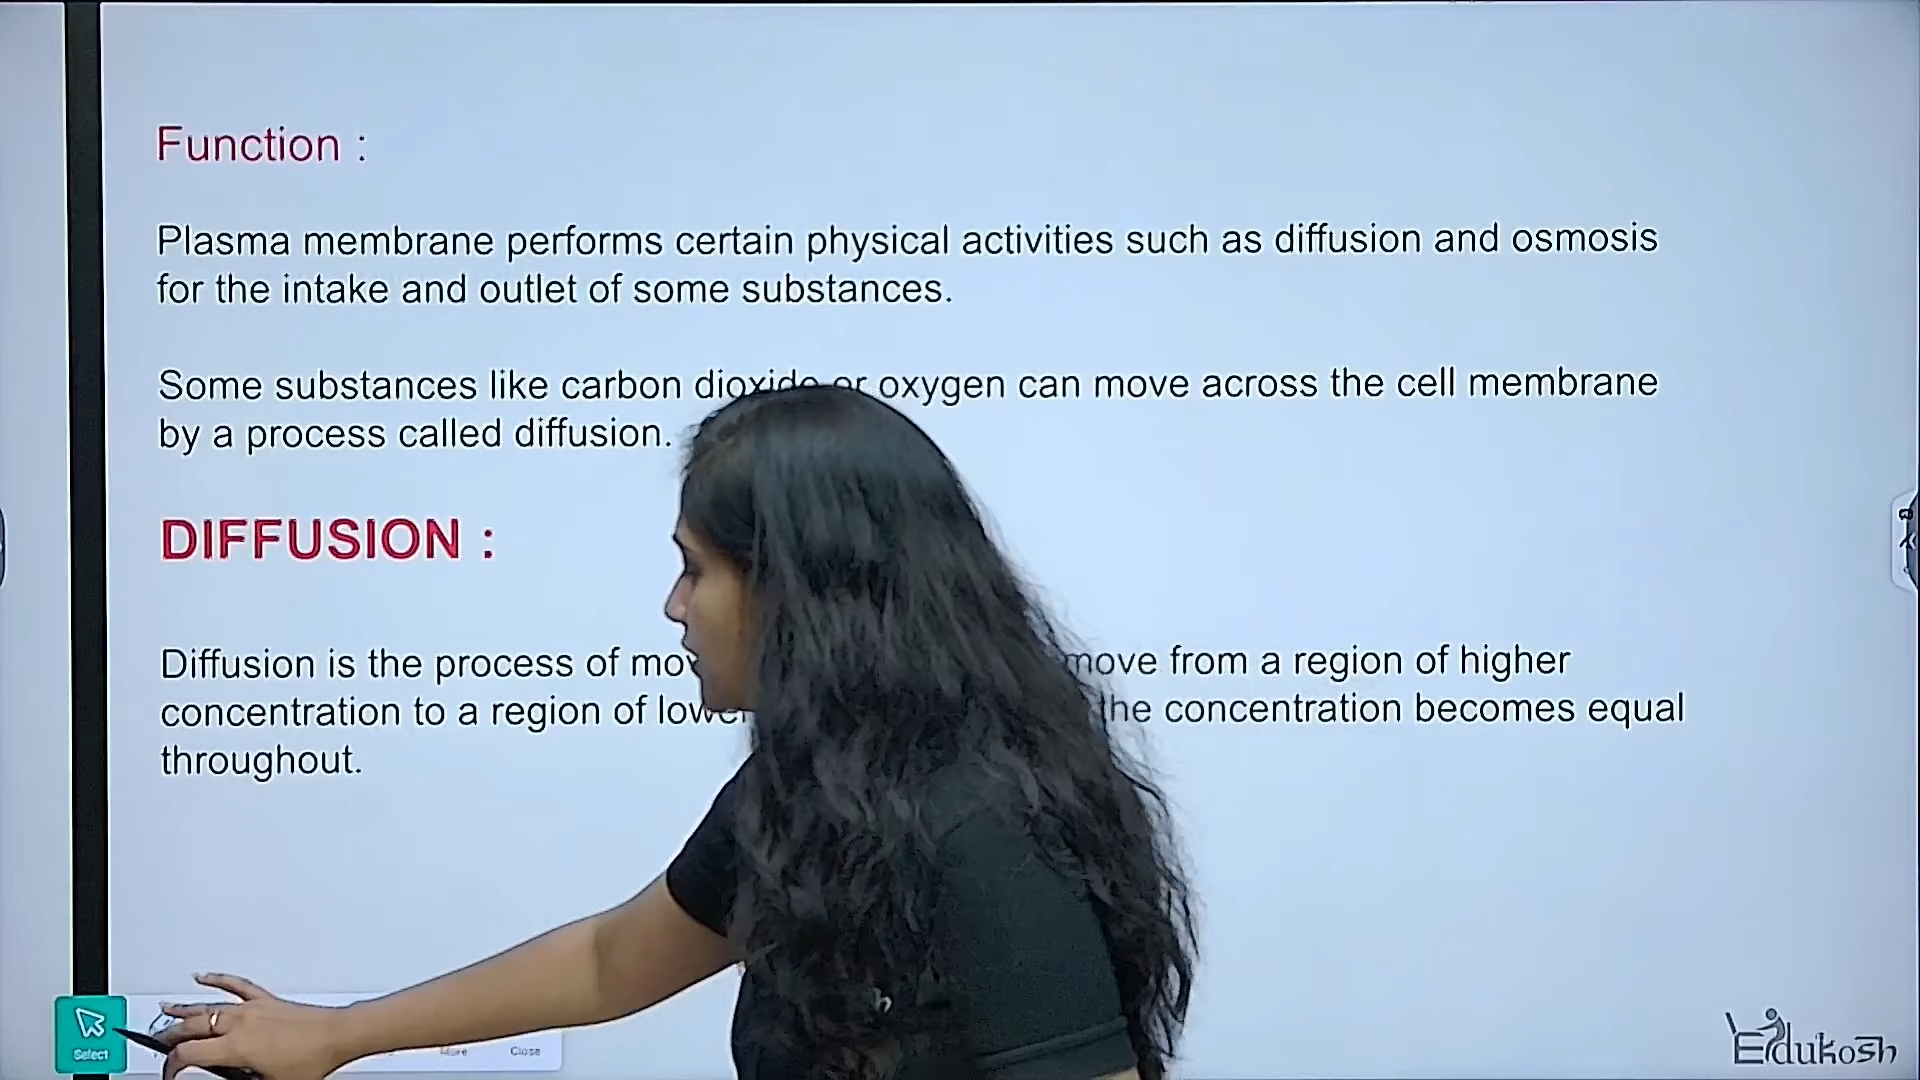 Function :
Plasma membrane performs certain physical activities such as diffusion and osmosis
for the intake and outlet of some substances.
Some substances like carbon dioxide or oxygen can move across the cell membrane
by a process called diffusion.
DIFFUSION :
Diffusion is the process of move from a region of higher
concentration to a region of lower the concentration becomes equal
throughout.
Select
More Close
Edukosh